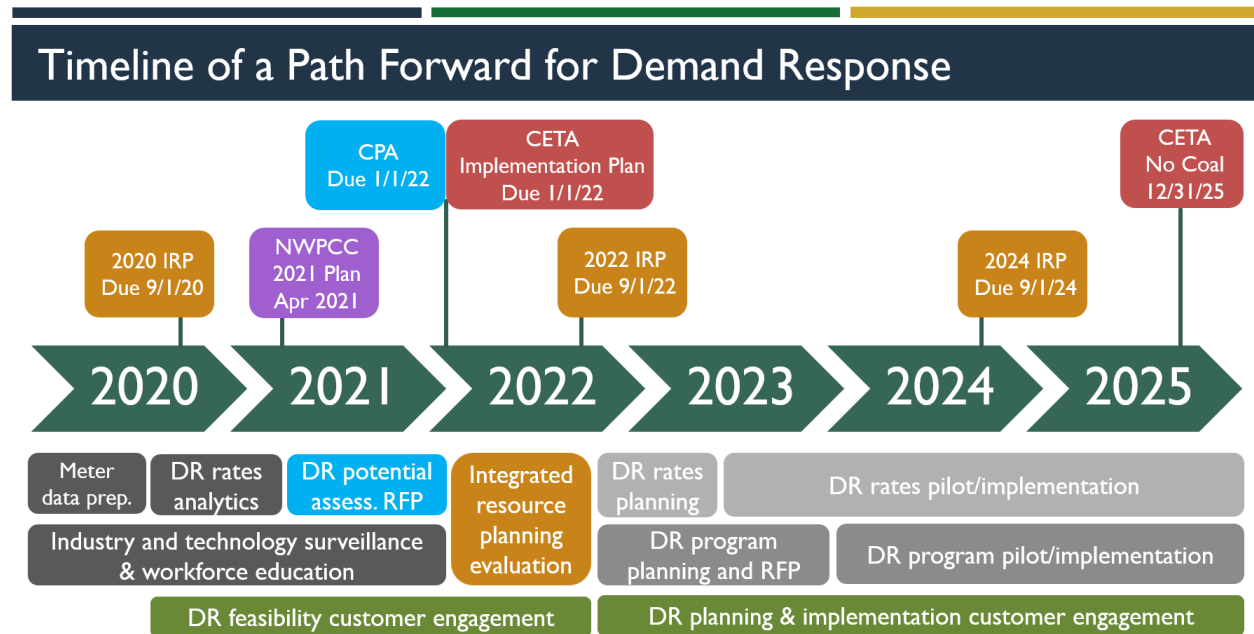 Timeline of a Path Forward for Demand Response
CPA
Due 1/1/22
CETA
Implementation Plan
Due 1/1/22
CETA
No Coal
12/31/25
2020 IRP
Due 9/1/20
NWPCC
2021 Plan
Apr 2021
2022 IRP
Due 9/1/22
2024 IRP
Due 9/1/24
2020
2021
2022
2023
2024
2025
Meter
data prep.
DR rates
analytics
DR potential
assess. RFP
Integrated
resource
planning
evaluation
DR rates
planning
DR rates pilot/implementation
Industry and technology surveillance
& workforce education
DR program
planning and RFP
DR program pilot/implementation
DR feasibility customer engagement
DR planning & implementation customer engagement